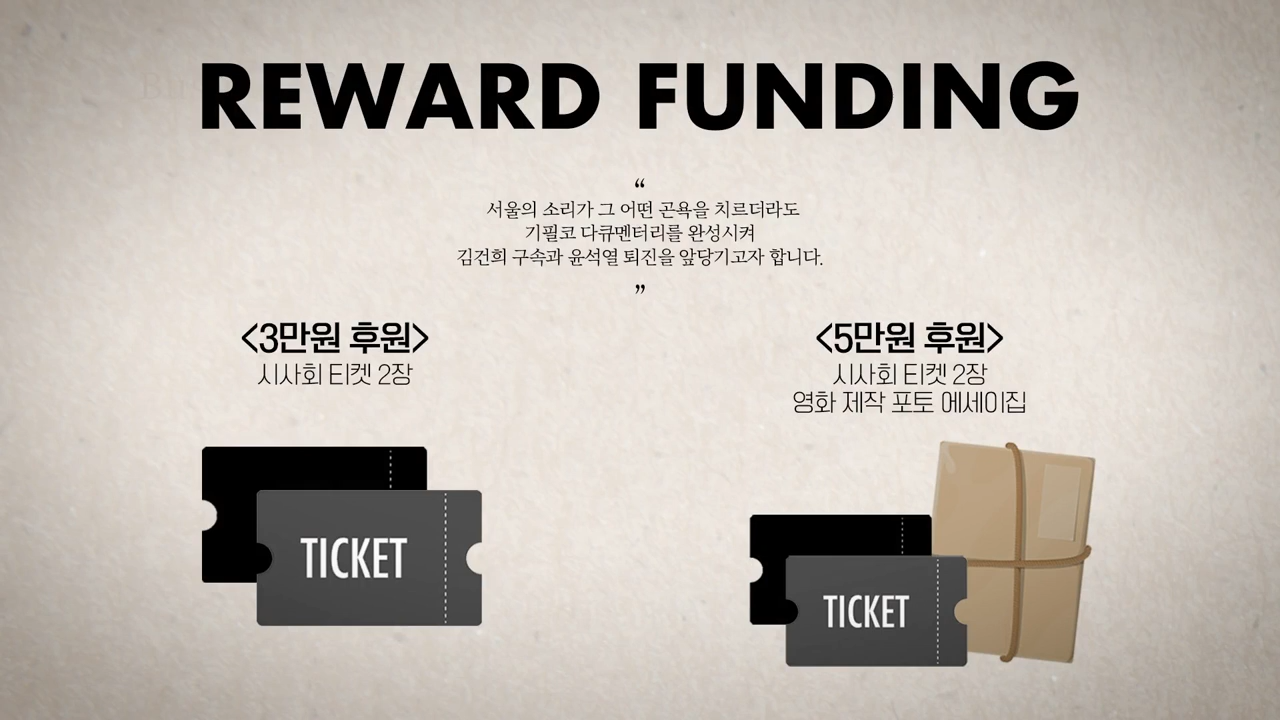 REWARD FUNDING
“
서울의 소리가 그 어떤 곤욕을 치르더라도
기필코 다큐멘터리를 완성시켜
김건희 구속과 윤석열 퇴진을 앞당기고자 합니다.
”
<3만원 후원>
시사회 티켓 2장
<5만원 후원>
시사회 티켓 2장
영화 제작 포토 에세이집
TICKET
TICKET